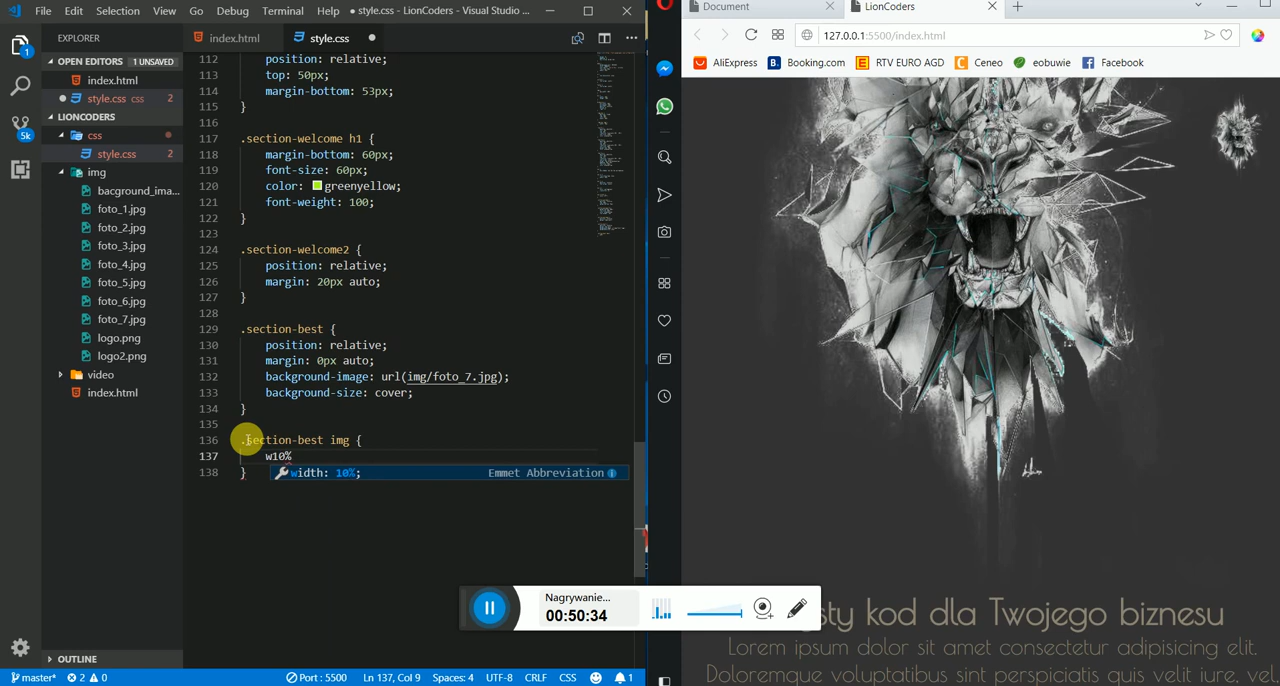 File Edit Selection View Go Debug Terminal Help • style.css - LionCoders - Visual Studio ...
EXPLORER
OPEN EDITORS 1 UNSAVED
index.html
style.css css 2
LIONCODERS
css
style.css 2
img
bacground_ima...
foto_1.jpg
foto_2.jpg
foto_3.jpg
foto_4.jpg
foto_5.jpg
foto_6.jpg
foto_7.jpg
logo.png
logo2.png
video
index.html
OUTLINE
1
5k
index.html style.css
112 position: relative;
113 top: 50px;
114 margin-bottom: 53px;
115 }
116
117 .section-welcome h1 {
118 margin-bottom: 60px;
119 font-size: 60px;
120 color: greenyellow;
121 font-weight: 100;
122 }
123
124 .section-welcome2 {
125 position: relative;
126 margin: 20px auto;
127 }
128
129 .section-best {
130 position: relative;
131 margin: 0px auto;
132 background-image: url(img/foto_7.jpg);
133 background-size: cover;
134 }
135
136 .section-best img {
137 w10%
138 }
width: 10%; Emmet Abbreviation
master* 2 0 Port : 5500 Ln 137, Col 9 Spaces: 4 UTF-8 CRLF CSS 1
Nagrywanie...
00:50:34
Document LionCoders
127.0.0.1:5500/index.html
AliExpress Booking.com RTV EURO AGD Ceneo eobuwie Facebook
sty kod dla Twojego biznesu
Lorem ipsum dolor sit amet consectetur adipisicing elit.
Doloremque voluptatibus sint perspiciatis quis velit iure, vel,